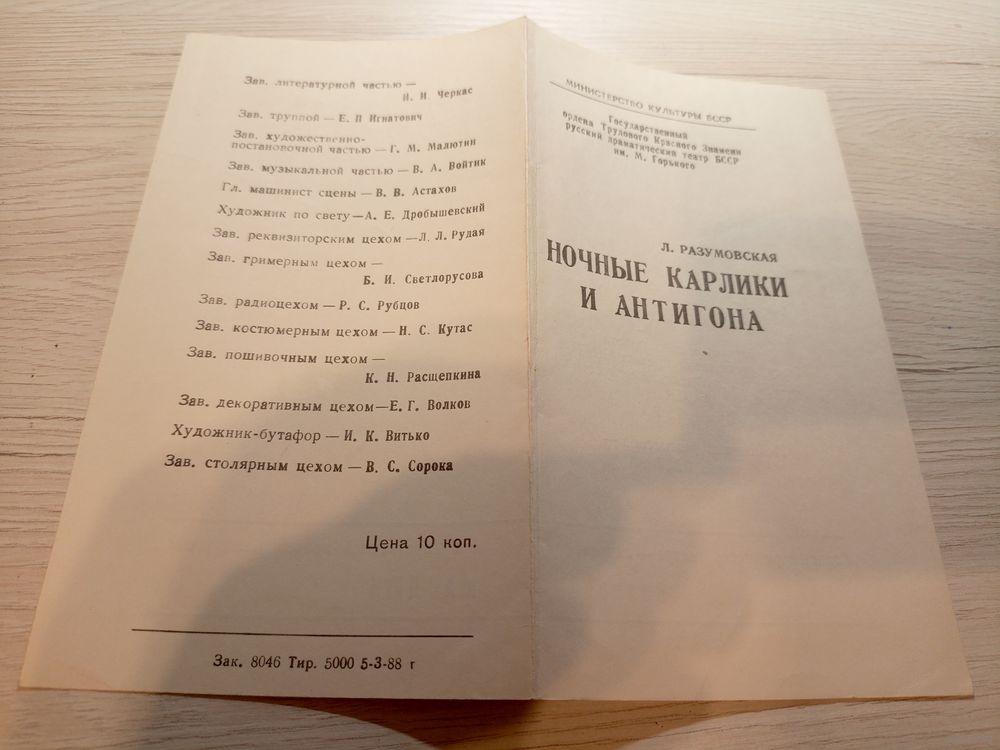 Зав. литературной частью —
И. И. Черкас
Зав. труппой — Е. П Игнатович
Зав. художественно-
постановочной частью — Г. М. Малютин
Зав. музыкальной частью — В. А. Войтик
Гл. машинист сцены — В. В. Астахов
Художник по свету — А. Е. Дробышевский
Зав. реквизиторским цехом — Л. Л. Рудая
Зав. гримерным цехом —
Б. И. Светлорусова
Зав. радиоцехом — Р. С. Рубцов
Зав. костюмерным цехом — Н. С. Кутас
Зав. пошивочным цехом —
К. Н. Расщепкина
Зав. декоративным цехом — Е. Г. Волков
Художник-бутафор — И. К. Витько
Зав. столярным цехом — В. С. Сорока
Цена 10 коп.
Зак. 8046 Тир. 5000 5-3-88 г
МИНИСТЕРСТВО КУЛЬТУРЫ БССР
Государственный
ордена Трудового Красного Знамени
русский драматический театр БССР
им. М. Горького
Л. РАЗУМОВСКАЯ
НОЧНЫЕ КАРЛИКИ
И АНТИГОНА